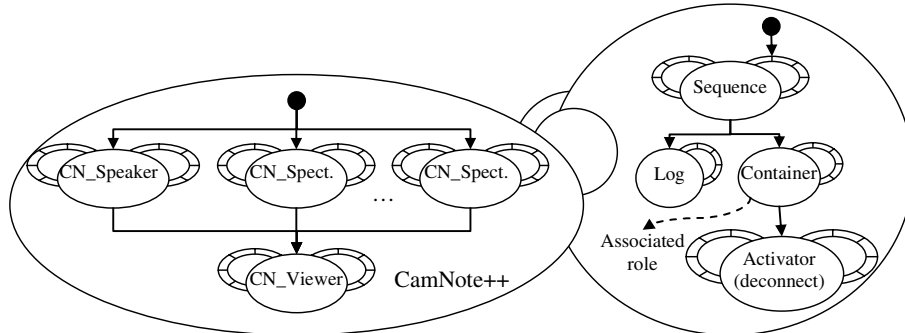 CN_Speaker
CN_Spect.
CN_Spect.
...
CN_Viewer
CamNote++
Sequence
Log
Container
Associated
role
Activator
(deconnect)